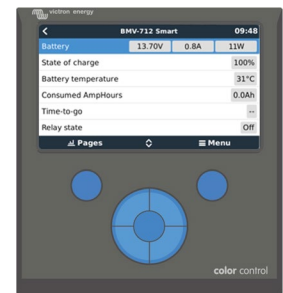 victron energy
< BMV-712 Smart 09:48
Battery 13.70V 0.8A 11W
State of charge 100%
Battery temperature 31°C
Consumed AmpHours 0.0Ah
Time-to-go --
Relay state Off
Pages Menu
color control